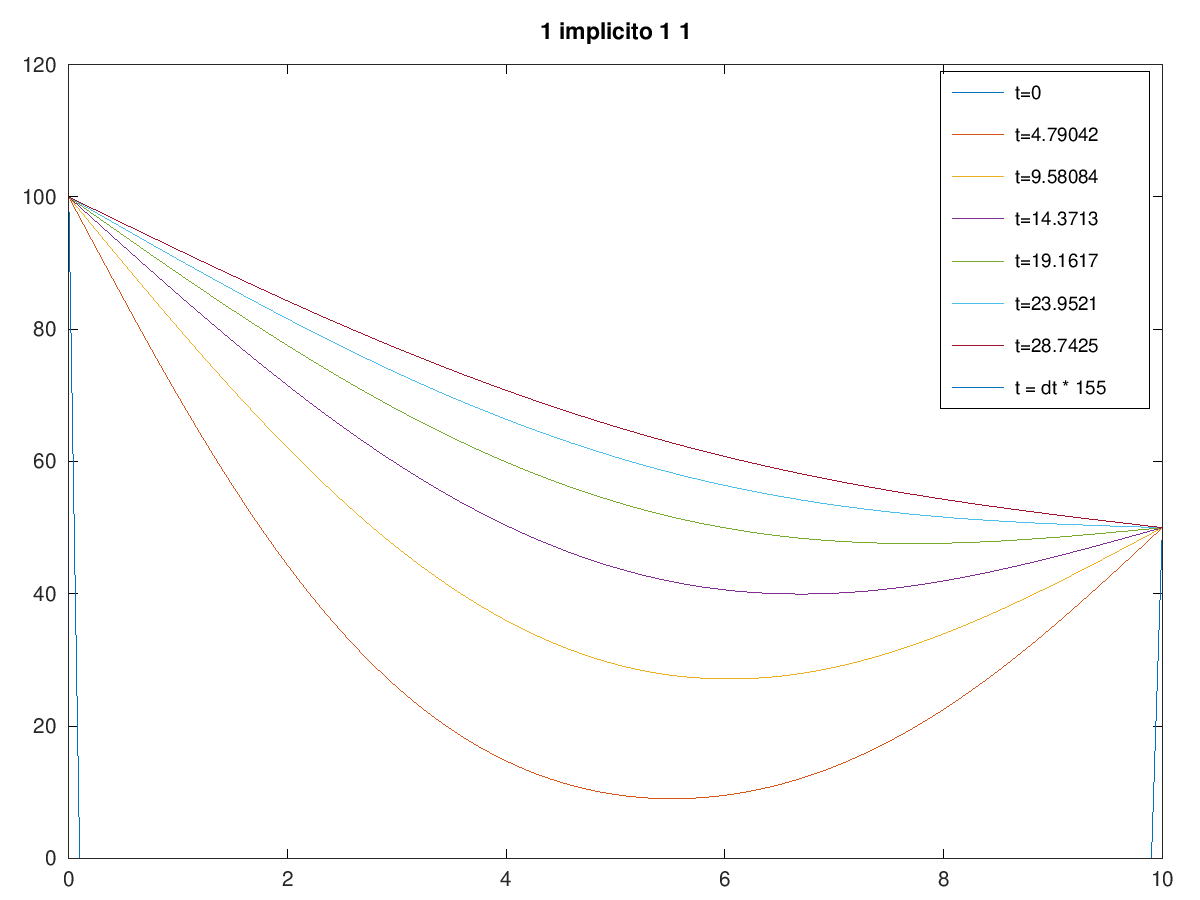 1 implicito 1 1
120
100
80
60
40
20
0
0 2 4 6 8 10
t=0
t=4.79042
t=9.58084
t=14.3713
t=19.1617
t=23.9521
t=28.7425
t = dt * 155